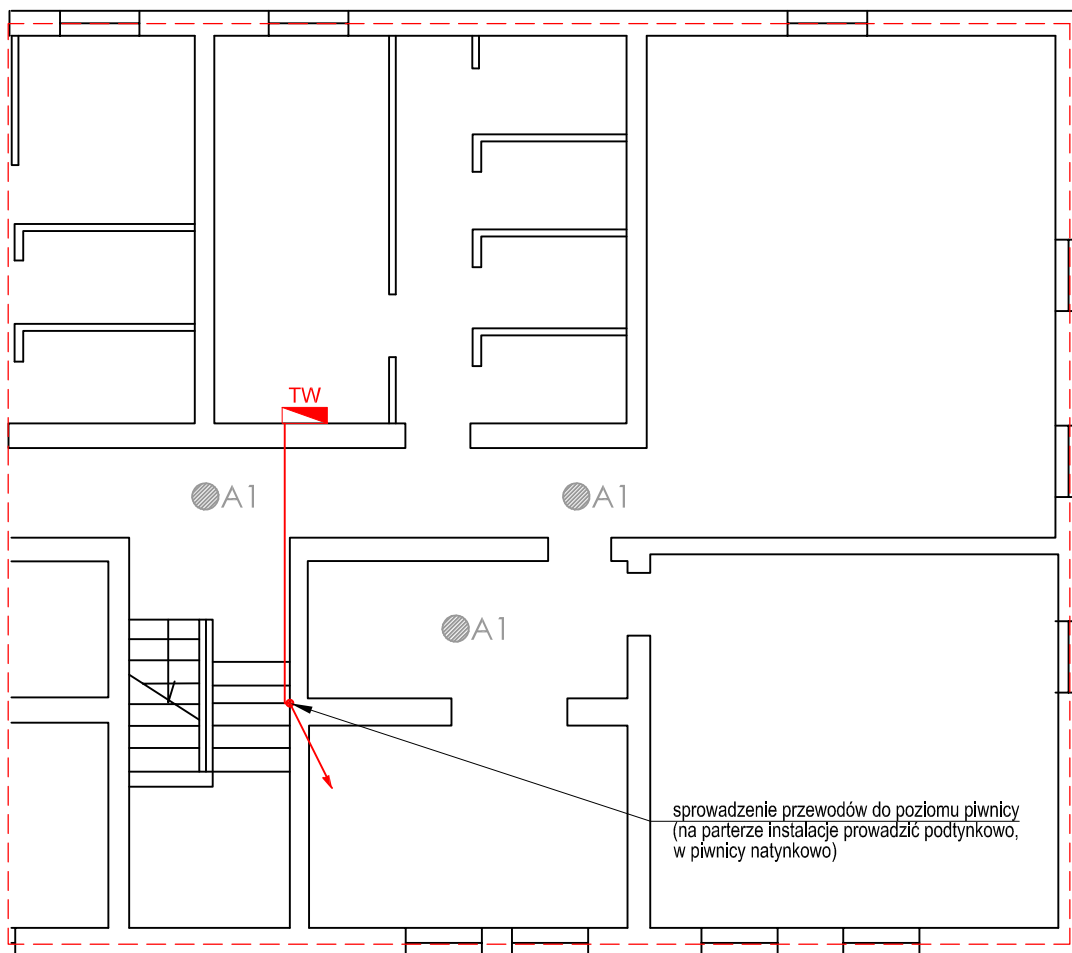 TW
A1
A1
A1
sprowadzenie przewodów do poziomu piwnicy
(na parterze instalacje prowadzić podtynkowo,
w piwnicy natynkowo)